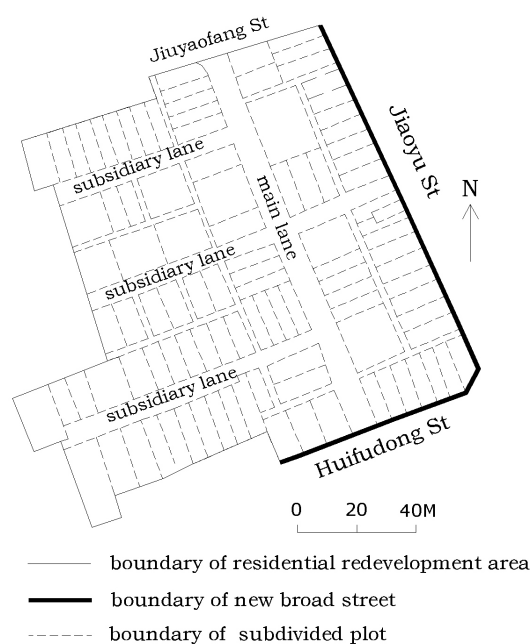 Jiuyaofang St
Jiaoyu St
subsidiary lane
main lane
N
subsidiary lane
subsidiary lane
Huifudong St
0 20 40M
boundary of residential redevelopment area
boundary of new broad street
boundary of subdivided plot